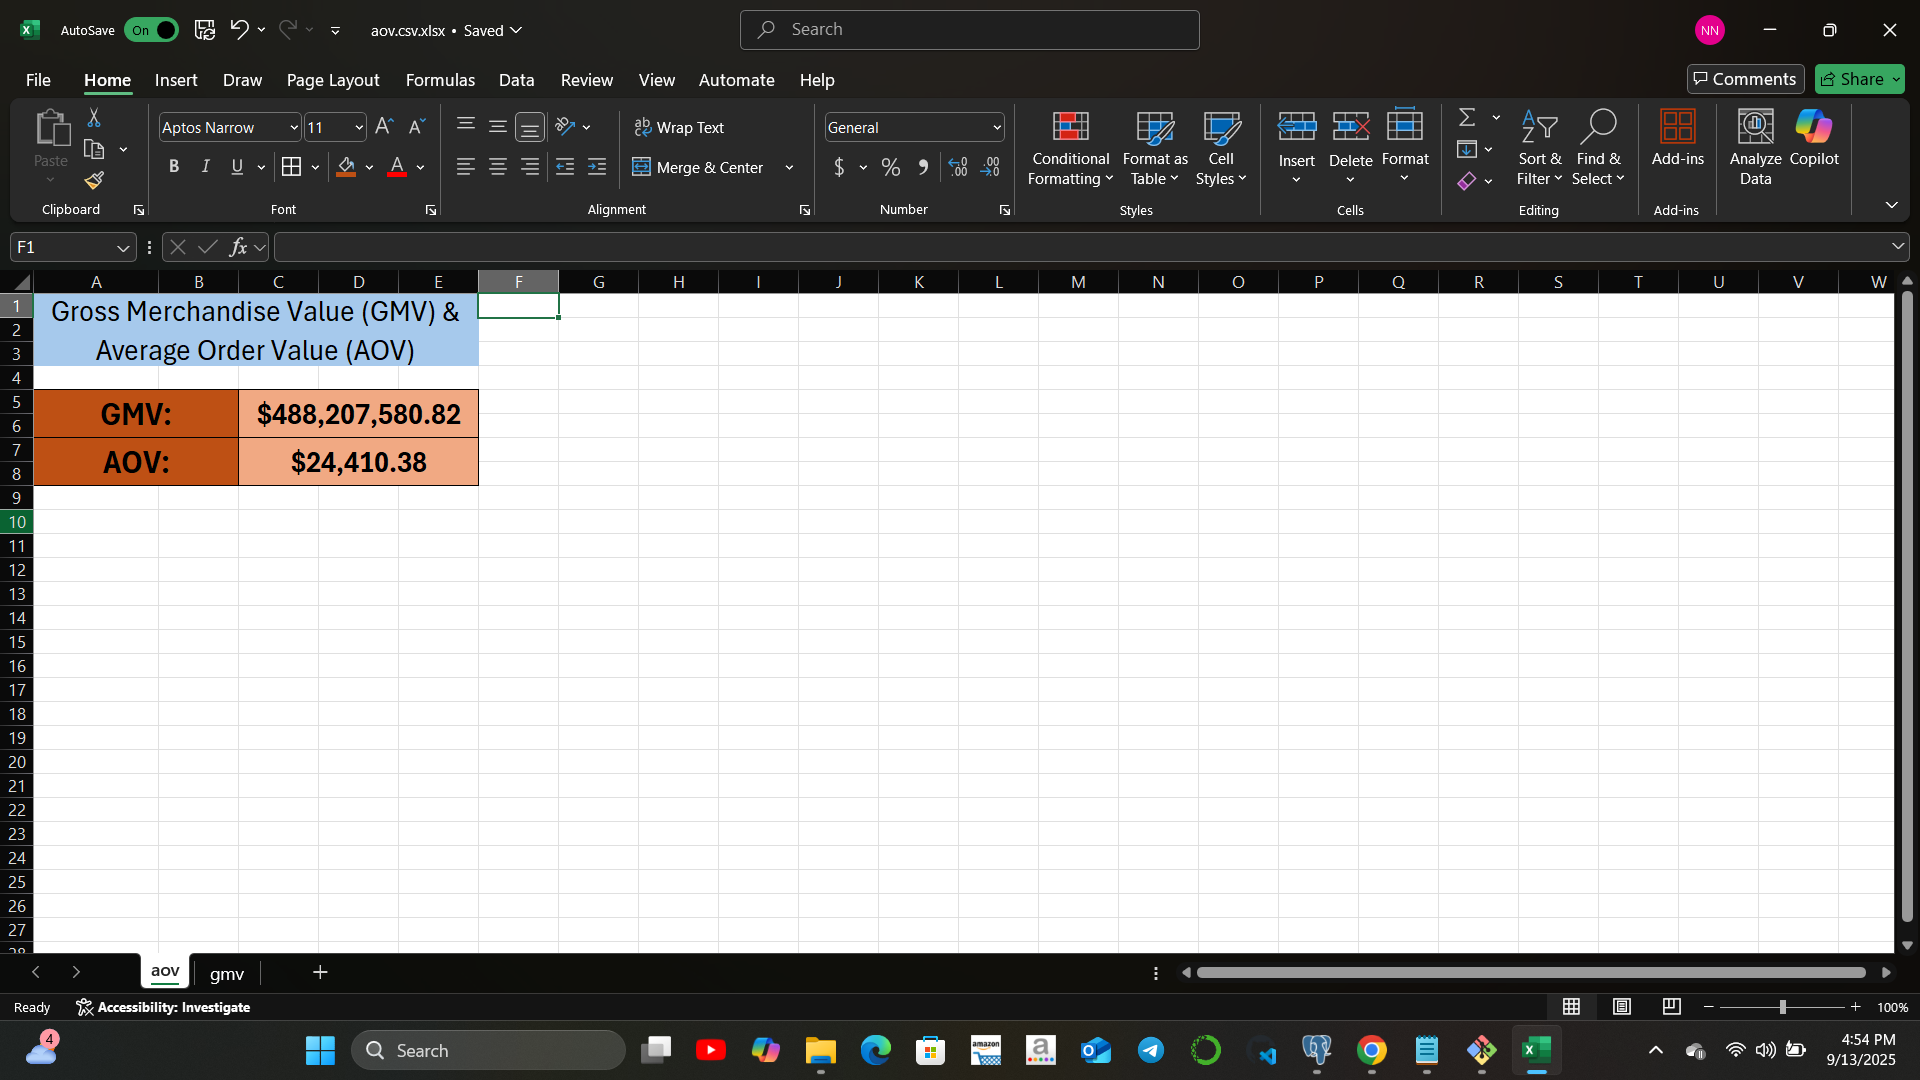 AutoSave On aov.csv.xlsx • Saved Search NN
File Home Insert Draw Page Layout Formulas Data Review View Automate Help Comments Share
Paste
Clipboard
Aptos Narrow 11
B I U A
Font
ab Wrap Text
Merge & Center
Alignment
General
$ % 9
Number
Conditional Formatting
Format as Table
Cell Styles
Styles
Insert Delete Format
Cells
Sort & Filter
Find & Select
Editing
Add-ins
Add-ins
Analyze Data
Copilot
F1 fx
A B C D E F G H I J K L M N O P Q R S T U V W
1
2
3
4
5
6
7
8
9
10
11
12
13
14
15
16
17
18
19
20
21
22
23
24
25
26
27
28
Gross Merchandise Value (GMV) &
Average Order Value (AOV)
GMV: $488,207,580.82
AOV: $24,410.38
aov gmv +
Ready Accessibility: Investigate 100%
4 Search amazon a 4:54 PM
9/13/2025